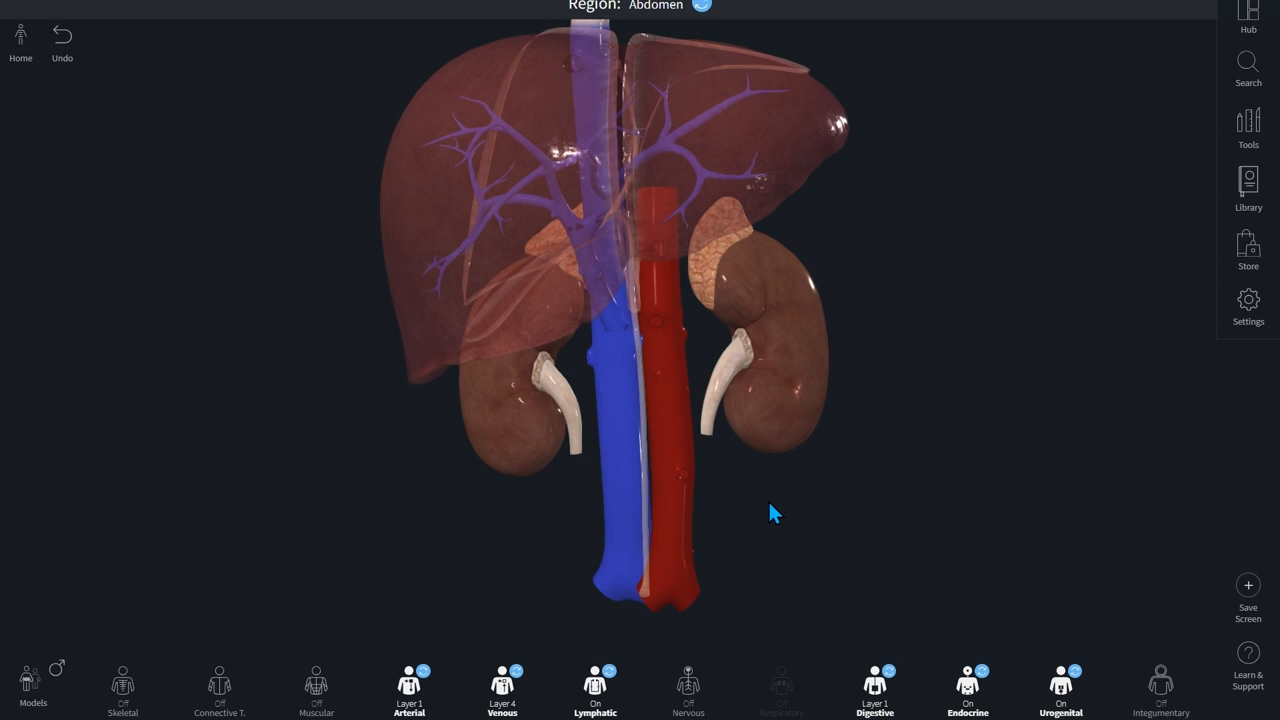 Region: Abdomen
Home
Undo
Hub
Search
Tools
Library
Store
Settings
Save
Screen
?
Learn &
Support
Models
Off
Skeletal
Off
Connective T.
Off
Muscular
Layer 1
Arterial
Layer 4
Venous
On
Lymphatic
Off
Nervous
Off
Respiratory
Layer 1
Digestive
On
Endocrine
On
Urogenital
Off
Integumentary